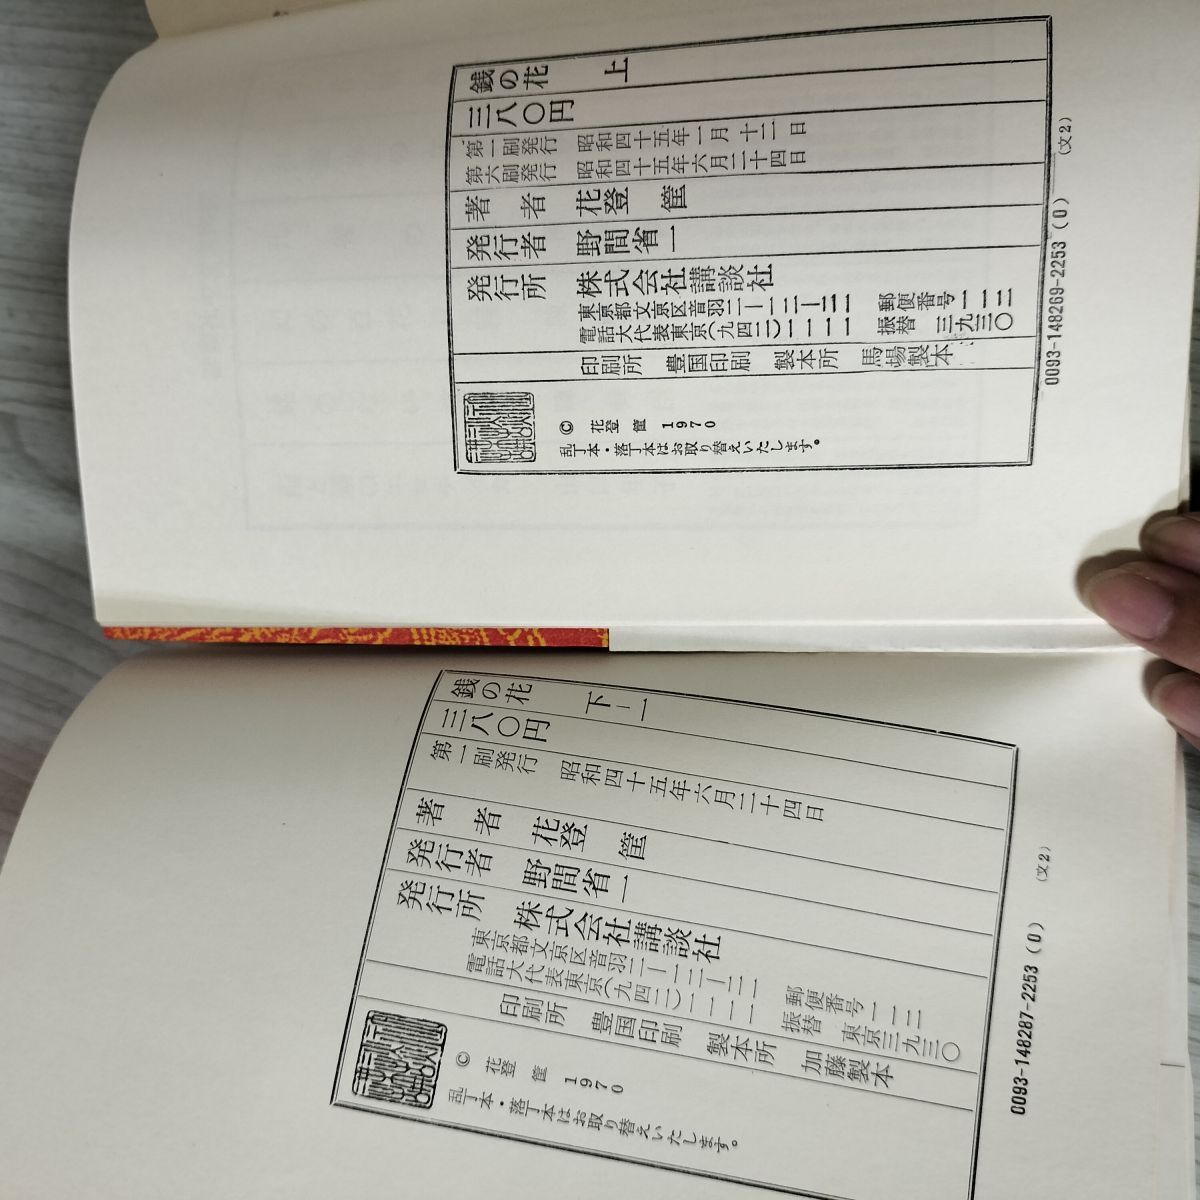 銭の花 上
三八〇円
第一刷発行 昭和四十五年一月十二日
第六刷発行 昭和四十五年六月二十四日
著者 花登筐
発行者 野間省一
発行所 株式会社講談社
東京都文京区音羽二―一二―二一 郵便番号一一二
電話大代表東京(九四二)一一一一 振替 三九三〇
印刷所 豊国印刷 製本所 馬場製本
© 花登筐 1970
乱丁本・落丁本はお取り替えいたします。
(文2)
0093-148269-2253 (0)
銭の花 下―一
三八〇円
第一刷発行 昭和四十五年六月二十四日
著者 花登筐
発行者 野間省一
発行所 株式会社講談社
東京都文京区音羽二―一二―二一 郵便番号一一二
電話大代表東京(九四二)一一一一 振替 東京三九三〇
印刷所 豊国印刷 製本所 加藤製本
© 花登筐 1970
乱丁本・落丁本はお取り替えいたします。
(文2)
0093-148287-2253 (0)